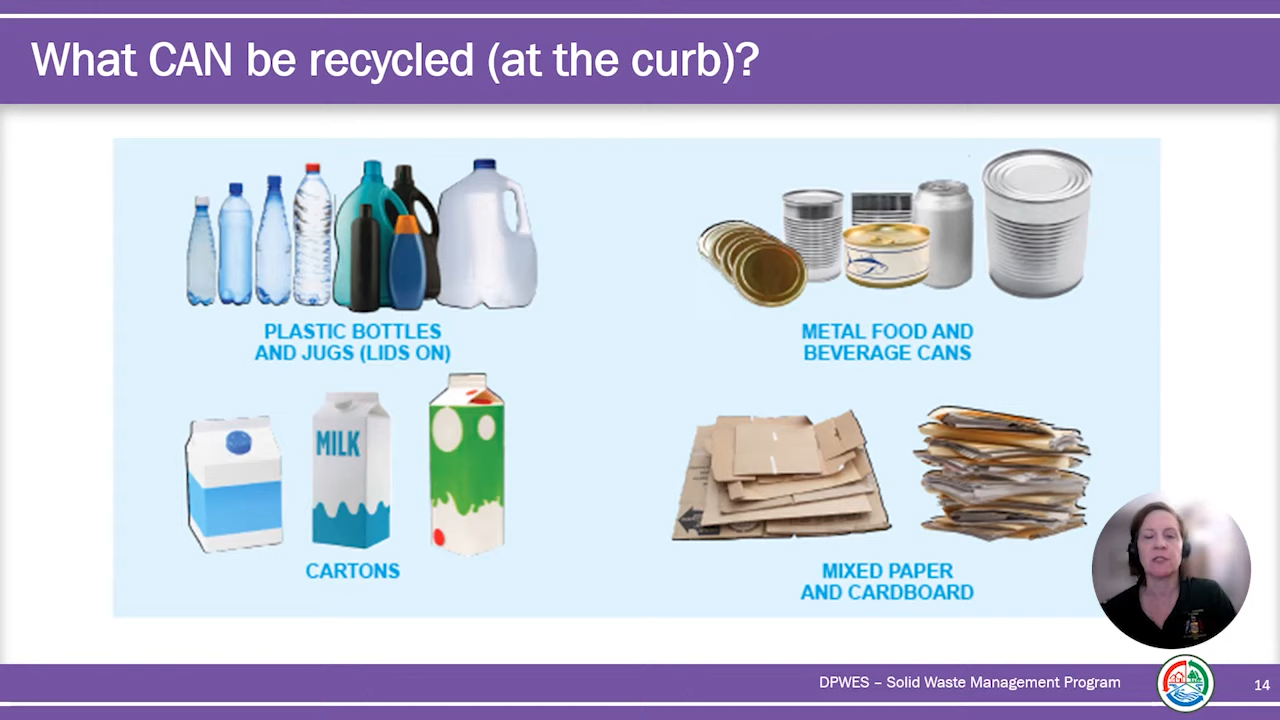 What CAN be recycled (at the curb)?
PLASTIC BOTTLES
AND JUGS (LIDS ON)
METAL FOOD AND
BEVERAGE CANS
MILK
CARTONS
MIXED PAPER
AND CARDBOARD
DPWES – Solid Waste Management Program
14